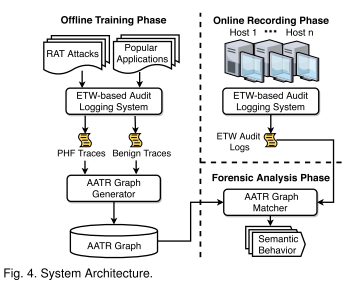 Offline Training Phase
RAT Attacks
Popular
Applications
ETW-based Audit
Logging System
PHF Traces
Benign Traces
AATR Graph
Generator
AATR Graph
Online Recording Phase
Host 1 ••• Host n
ETW-based Audit
Logging System
ETW Audit
Logs
Forensic Analysis Phase
AATR Graph
Matcher
Semantic
Behavior
Fig. 4. System Architecture.